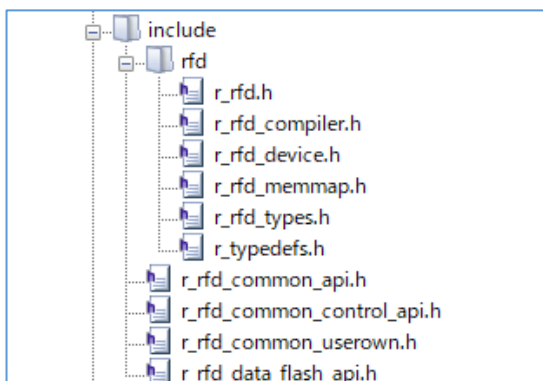 include
rfd
r_rfd.h
r_rfd_compiler.h
r_rfd_device.h
r_rfd_memmap.h
r_rfd_types.h
r_typedefs.h
r_rfd_common_api.h
r_rfd_common_control_api.h
r_rfd_common_userown.h
r_rfd_data_flash_api.h